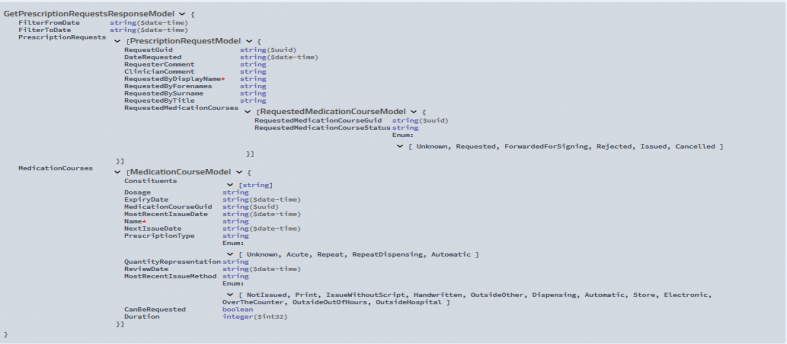 GetPrescriptionRequestsResponseModel {
FilterFromDate string($date-time)
FilterToDate string($date-time)
PrescriptionRequests [PrescriptionRequestModel {
RequestGuid string($uuid)
DateRequested string($date-time)
RequesterComment string
ClinicianComment string
RequestedByDisplayName* string
RequestedByForenames string
RequestedBySurname string
RequestedByTitle string
RequestedMedicationCourses [RequestedMedicationCourseModel {
RequestedMedicationCourseGuid string($uuid)
RequestedMedicationCourseStatus string
Enum:
[ Unknown, Requested, ForwardedForSigning, Rejected, Issued, Cancelled ]
}]
}]
MedicationCourses [MedicationCourseModel {
Constituents [string]
Dosage string
ExpiryDate string($date-time)
MedicationCourseGuid string($uuid)
MostRecentIssueDate string($date-time)
Name* string
NextIssueDate string($date-time)
PrescriptionType string
Enum:
[ Unknown, Acute, Repeat, RepeatDispensing, Automatic ]
QuantityRepresentation string
ReviewDate string($date-time)
MostRecentIssueMethod string
Enum:
[ NotIssued, Print, IssueWithoutScript, Handwritten, OutsideOther, Dispensing, Automatic, Store, Electronic,
OverTheCounter, OutsideOutOfHours, OutsideHospital ]
CanBeRequested boolean
Duration integer($int32)
}]
}